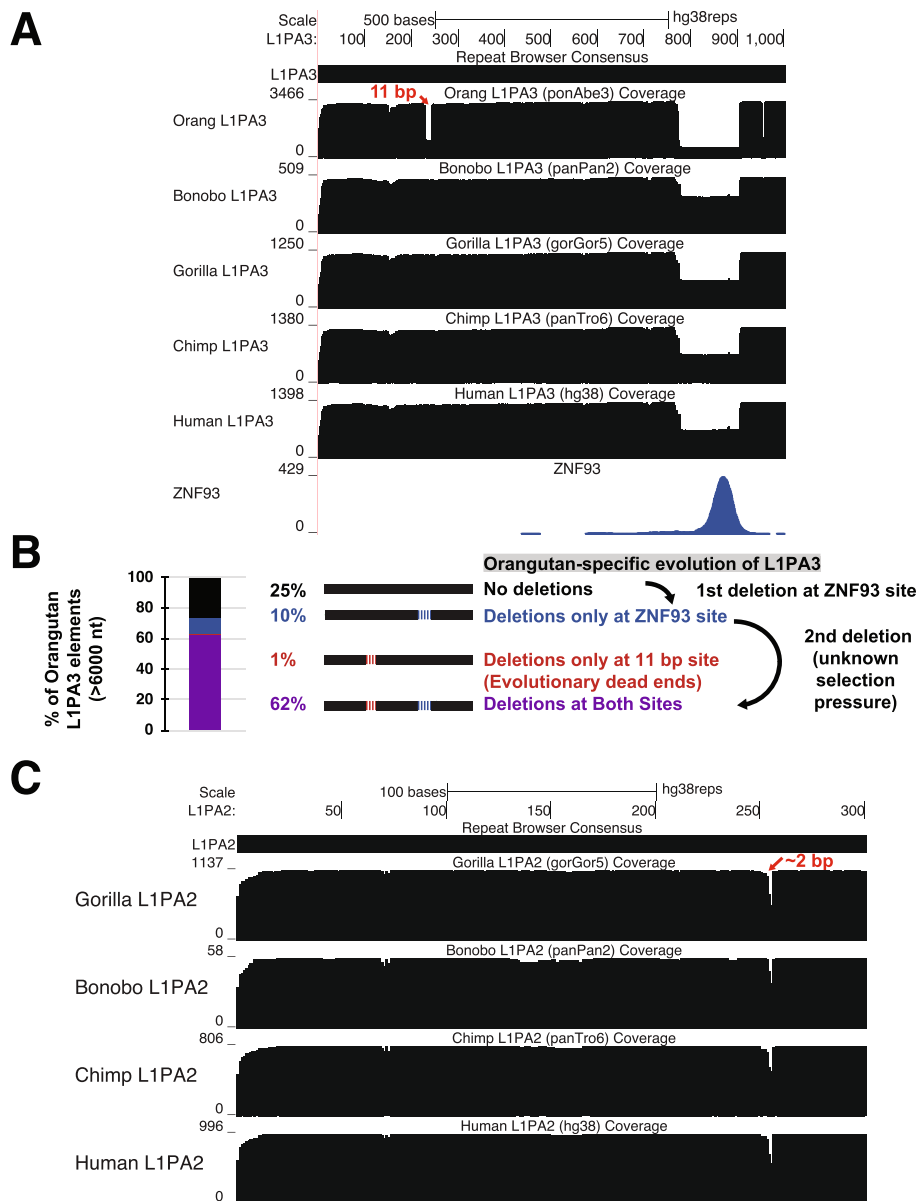 A
Scale 500 bases hg38reps
L1PA3: 100 200 300 400 500 600 700 800 900 1,000
Repeat Browser Consensus
L1PA3
3466 11 bp Orang L1PA3 (ponAbe3) Coverage
Orang L1PA3
0
509 Bonobo L1PA3 (panPan2) Coverage
Bonobo L1PA3
0
1250 Gorilla L1PA3 (gorGor5) Coverage
Gorilla L1PA3
0
1380 Chimp L1PA3 (panTro6) Coverage
Chimp L1PA3
0
1398 Human L1PA3 (hg38) Coverage
Human L1PA3
0
429 ZNF93
ZNF93
0
B
% of Orangutan
L1PA3 elements
(>6000 nt)
100
80
60
40
20
0
Orangutan-specific evolution of L1PA3
25% No deletions 1st deletion at ZNF93 site
10% Deletions only at ZNF93 site
1% Deletions only at 11 bp site
(Evolutionary dead ends)
62% Deletions at Both Sites
2nd deletion
(unknown
selection
pressure)
C
Scale 100 bases hg38reps
L1PA2: 50 100 150 200 250 300
Repeat Browser Consensus
L1PA2
1137 Gorilla L1PA2 (gorGor5) Coverage ~2 bp
Gorilla L1PA2
0
58 Bonobo L1PA2 (panPan2) Coverage
Bonobo L1PA2
0
806 Chimp L1PA2 (panTro6) Coverage
Chimp L1PA2
0
996 Human L1PA2 (hg38) Coverage
Human L1PA2
0